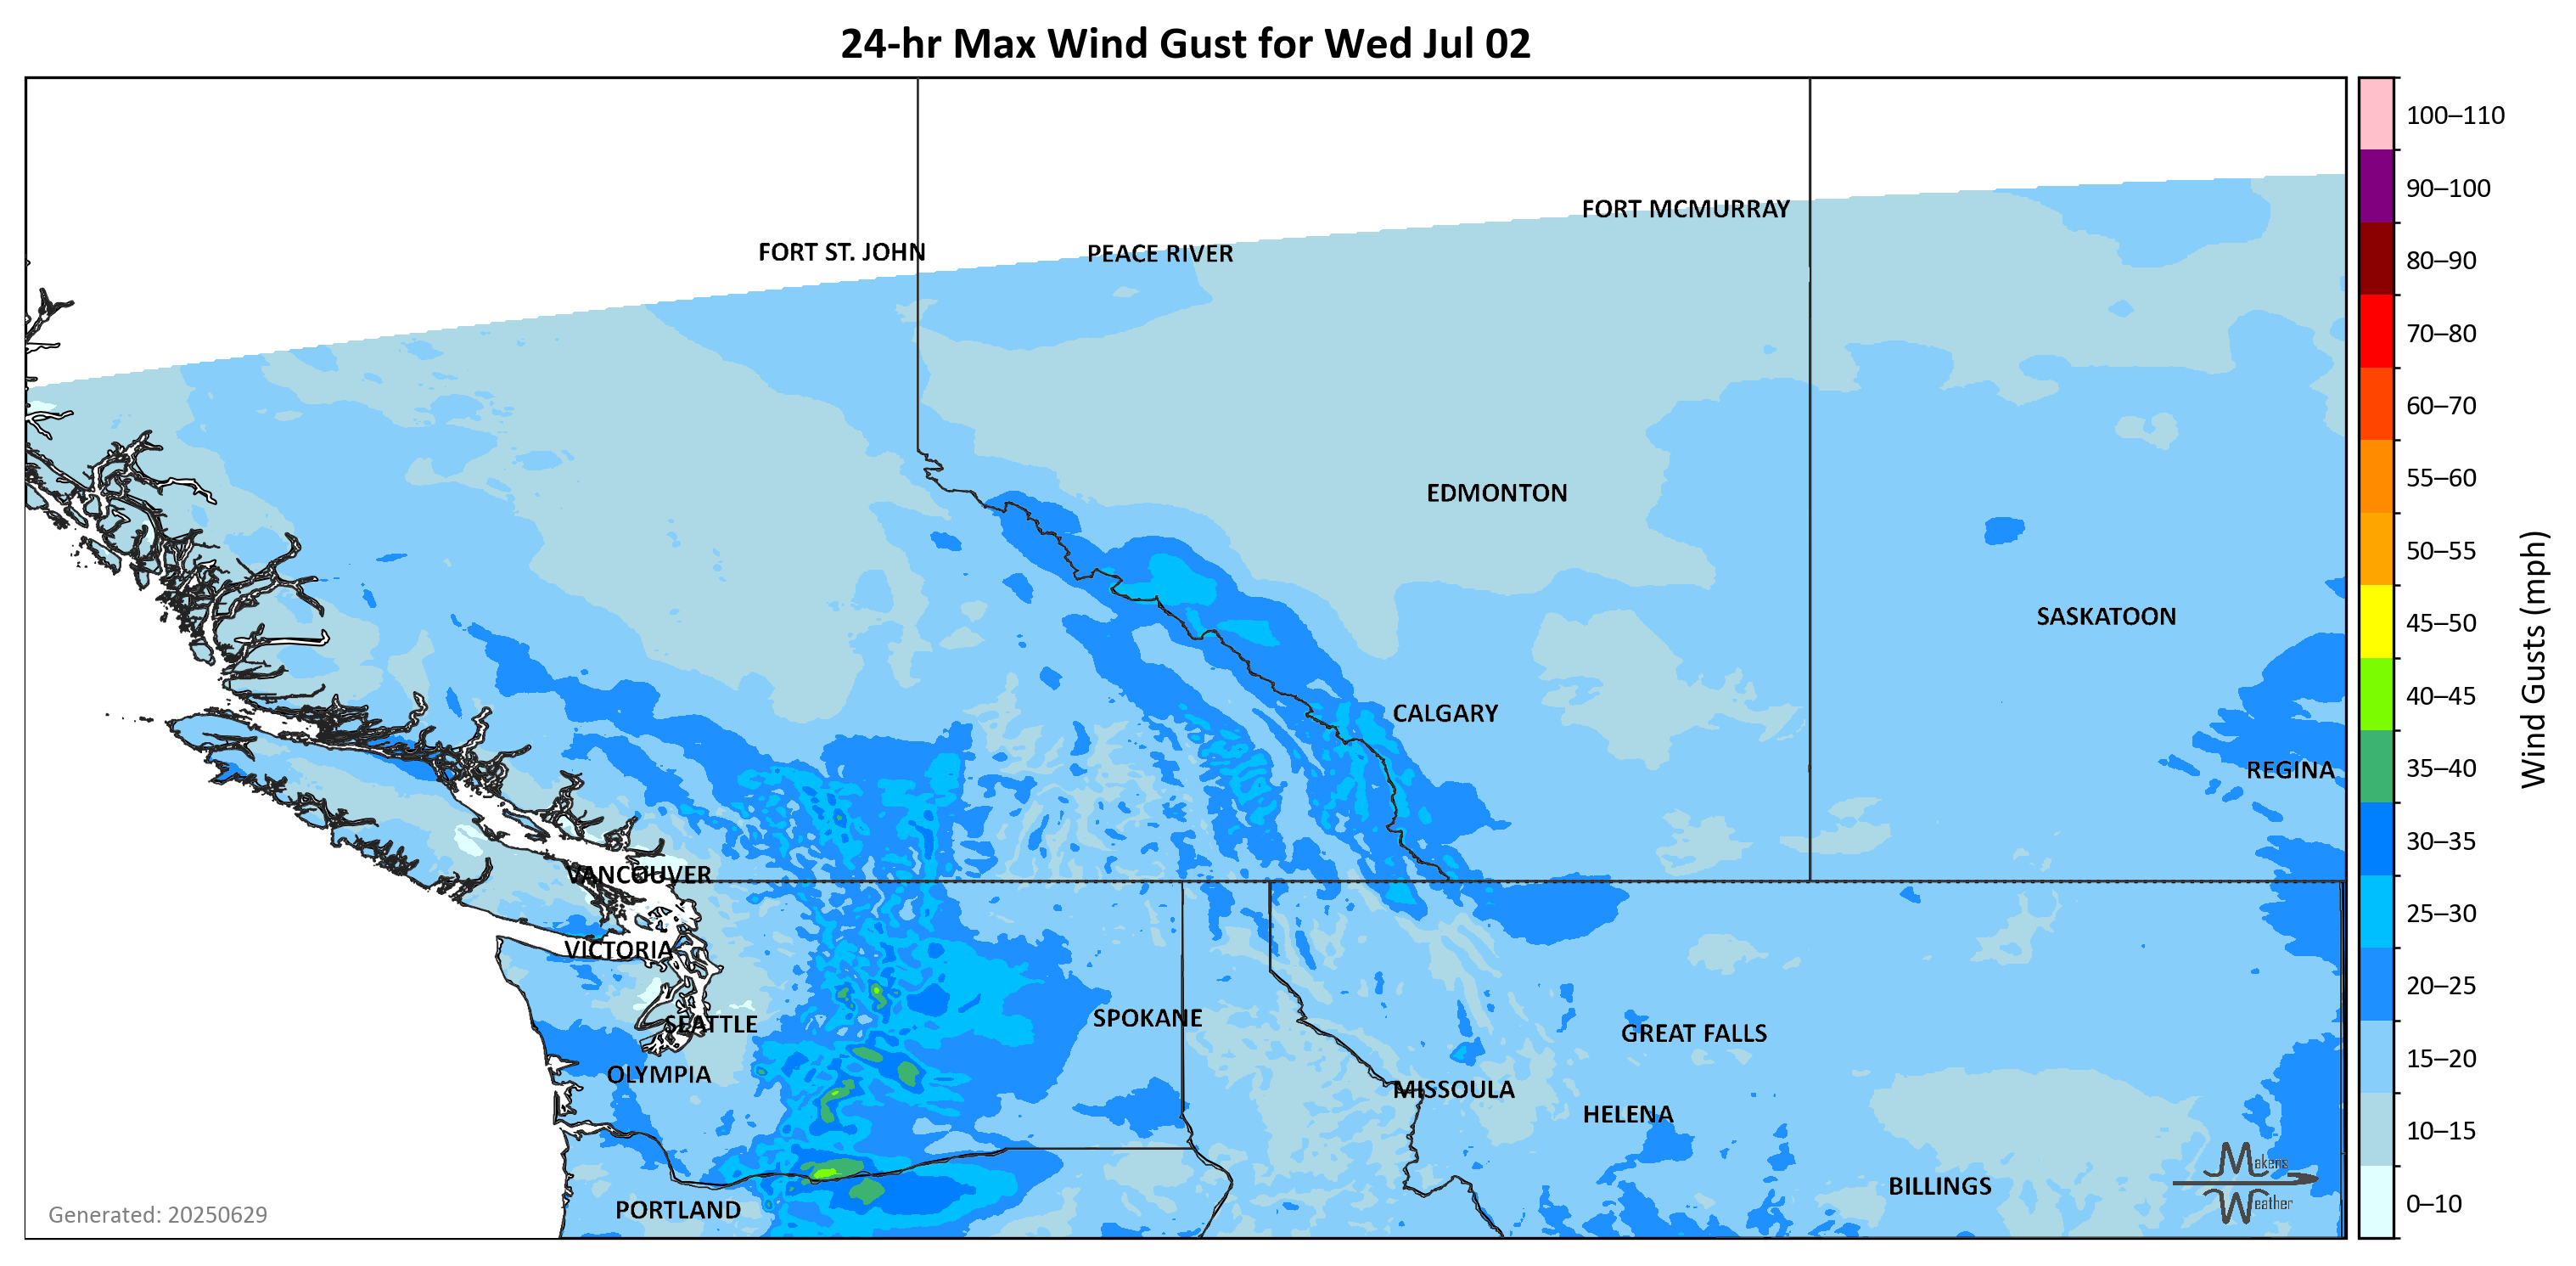 24-hr Max Wind Gust for Wed Jul 02
100–110
90–100
80–90
70–80
60–70
55–60
50–55
45–50
40–45
35–40
30–35
25–30
20–25
15–20
10–15
0–10
Wind Gusts (mph)
FORT MCMURRAY
FORT ST. JOHN
PEACE RIVER
EDMONTON
SASKATOON
CALGARY
REGINA
VANCOUVER
VICTORIA
SEATTLE
SPOKANE
GREAT FALLS
OLYMPIA
MISSOULA
HELENA
BILLINGS
PORTLAND
Makens
Weather
Generated: 20250629